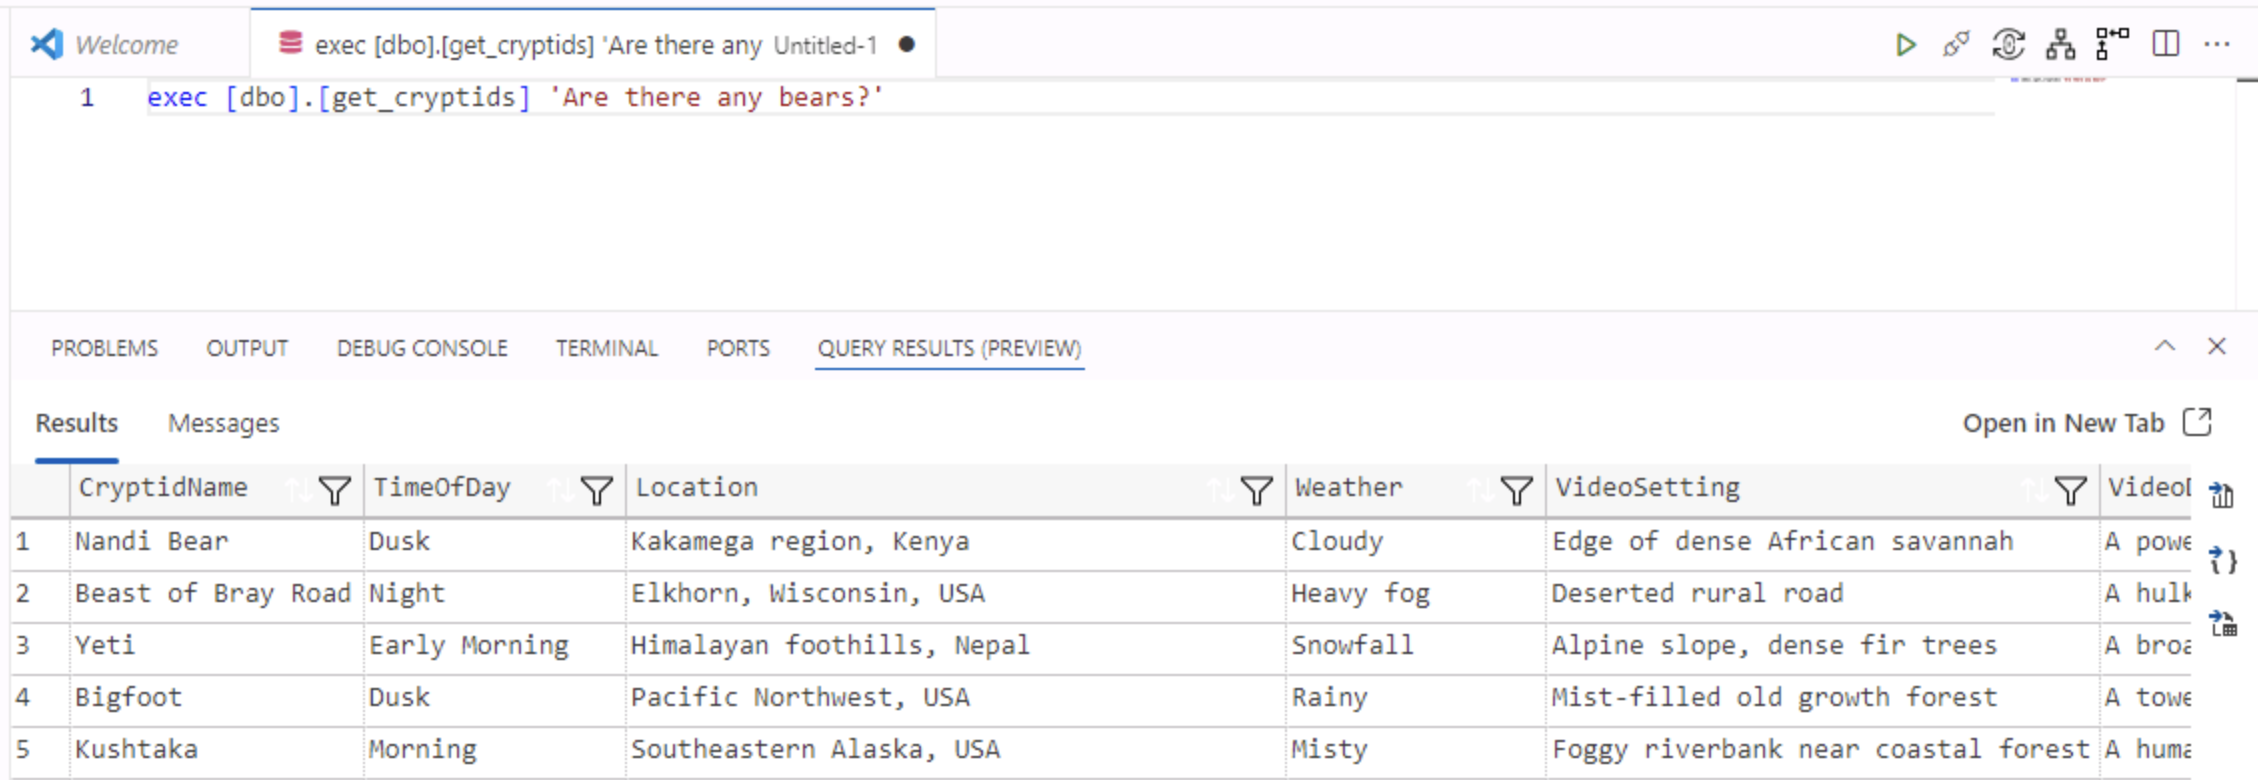 Welcome
exec [dbo].[get_cryptids] 'Are there any Untitled-1
1 exec [dbo].[get_cryptids] 'Are there any bears?'
PROBLEMS OUTPUT DEBUG CONSOLE TERMINAL PORTS QUERY RESULTS (PREVIEW)
Results Messages Open in New Tab
CryptidName TimeOfDay Location Weather VideoSetting Video
1 Nandi Bear Dusk Kakamega region, Kenya Cloudy Edge of dense African savannah A powe
2 Beast of Bray Road Night Elkhorn, Wisconsin, USA Heavy fog Deserted rural road A hulk
3 Yeti Early Morning Himalayan foothills, Nepal Snowfall Alpine slope, dense fir trees A broa
4 Bigfoot Dusk Pacific Northwest, USA Rainy Mist-filled old growth forest A towe
5 Kushtaka Morning Southeastern Alaska, USA Misty Foggy riverbank near coastal forest A huma